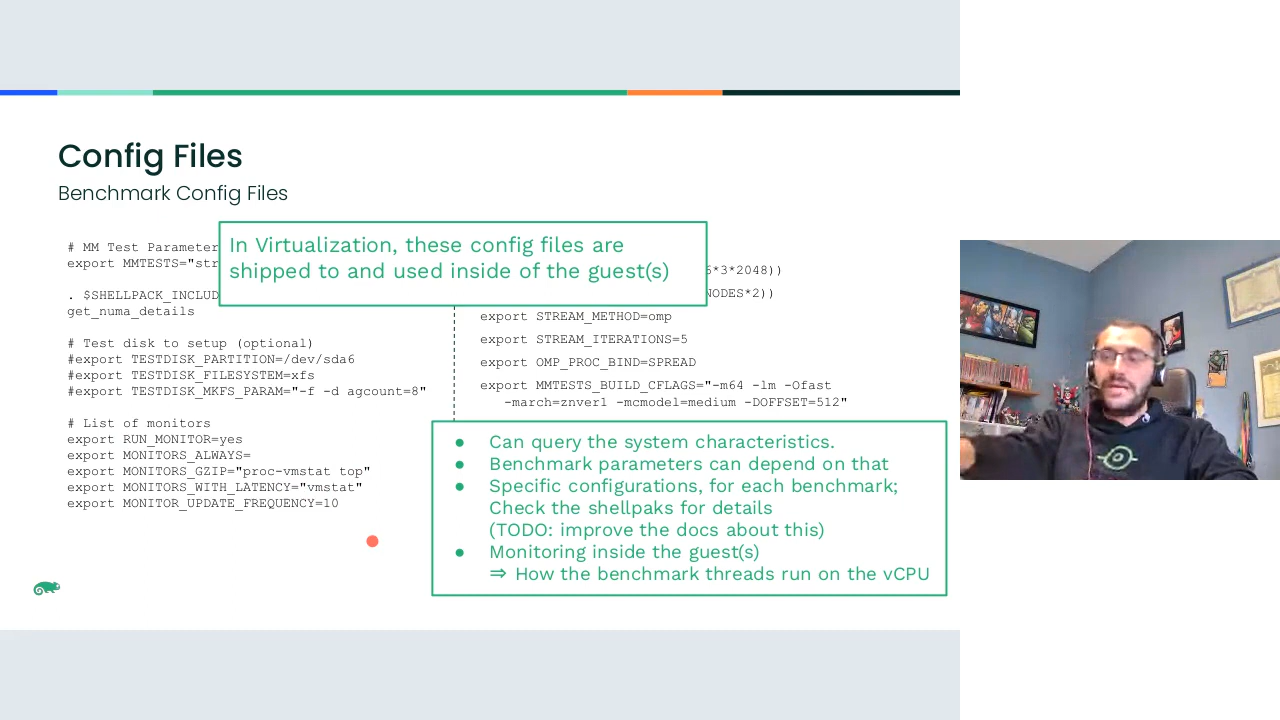 Config Files
Benchmark Config Files
In Virtualization, these config files are
shipped to and used inside of the guest(s)
# MM Test Parameter
export MMTESTS="str
. $SHELLPACK_INCLUD
get_numa_details
# Test disk to setup (optional)
#export TESTDISK_PARTITION=/dev/sda6
#export TESTDISK_FILESYSTEM=xfs
#export TESTDISK_MKFS_PARAM="-f -d agcount=8"
# List of monitors
export RUN_MONITOR=yes
export MONITORS_ALWAYS=
export MONITORS_GZIP="proc-vmstat top"
export MONITORS_WITH_LATENCY="vmstat"
export MONITOR_UPDATE_FREQUENCY=10
6*3*2048))
NODES*2))
export STREAM_METHOD=omp
export STREAM_ITERATIONS=5
export OMP_PROC_BIND=SPREAD
export MMTESTS_BUILD_CFLAGS="-m64 -lm -Ofast
-march=znver1 -mcmodel=medium -DOFFSET=512"
● Can query the system characteristics.
● Benchmark parameters can depend on that
● Specific configurations, for each benchmark;
Check the shellpaks for details
(TODO: improve the docs about this)
● Monitoring inside the guest(s)
⇒ How the benchmark threads run on the vCPU